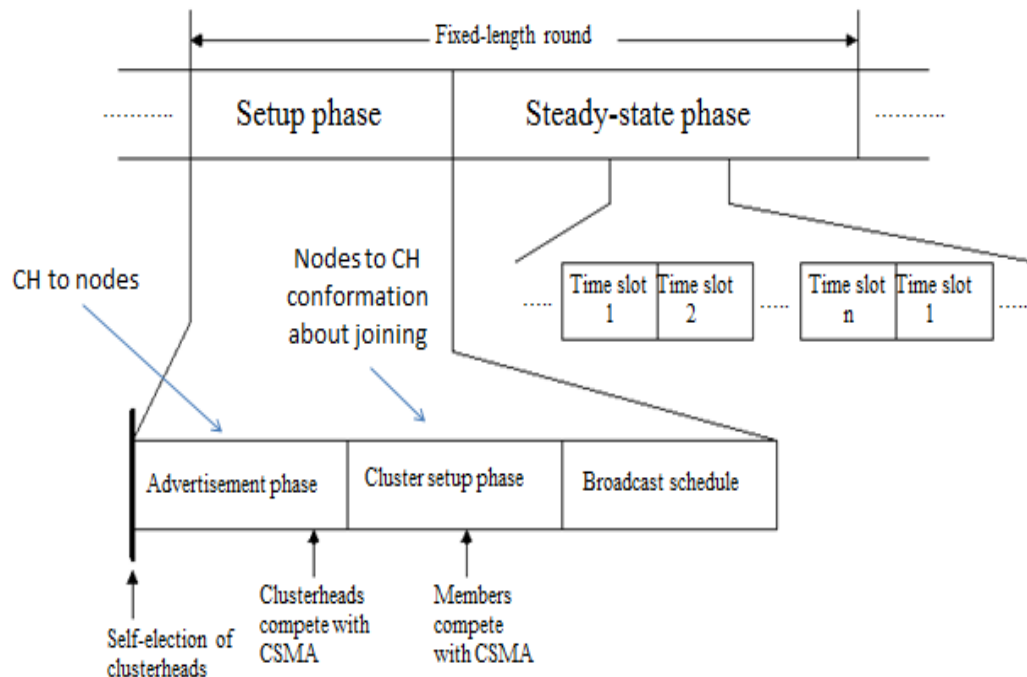 Fixed-length round
Setup phase
Steady-state phase
...........
...........
CH to nodes
Nodes to CH
conformation
about joining
.....
Time slot
1
Time slot
2
.....
Time slot
n
Time slot
1
.....
Advertisement phase
Cluster setup phase
Broadcast schedule
Self-election of
clusterheads
Clusterheads
compete with
CSMA
Members
compete
with CSMA